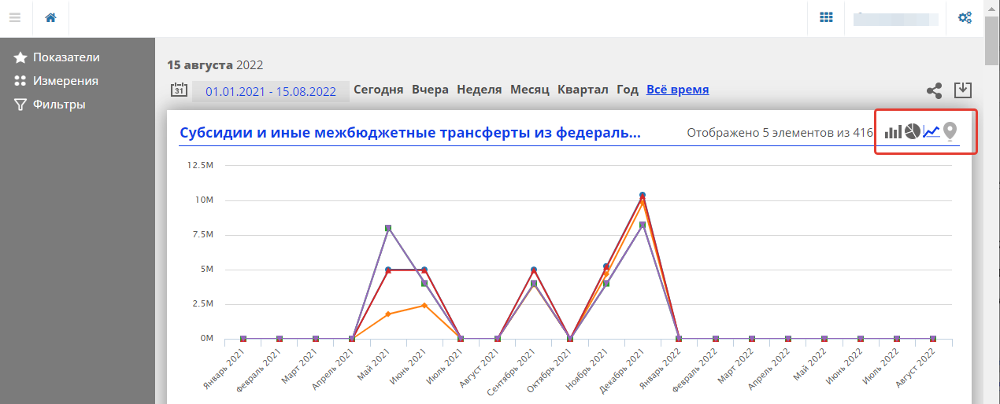 Показатели
Измерения
Фильтры
15 августа 2022
31 01.01.2021 - 15.08.2022 Сегодня Вчера Неделя Месяц Квартал Год Всё время
Субсидии и иные межбюджетные трансферты из федераль...
Отображено 5 элементов из 416
12.5M
10M
7.5M
5M
2.5M
0M
Январь 2021
Февраль 2021
Март 2021
Апрель 2021
Май 2021
Июнь 2021
Июль 2021
Август 2021
Сентябрь 2021
Октябрь 2021
Ноябрь 2021
Декабрь 2021
Январь 2022
Февраль 2022
Март 2022
Апрель 2022
Май 2022
Июнь 2022
Июль 2022
Август 2022